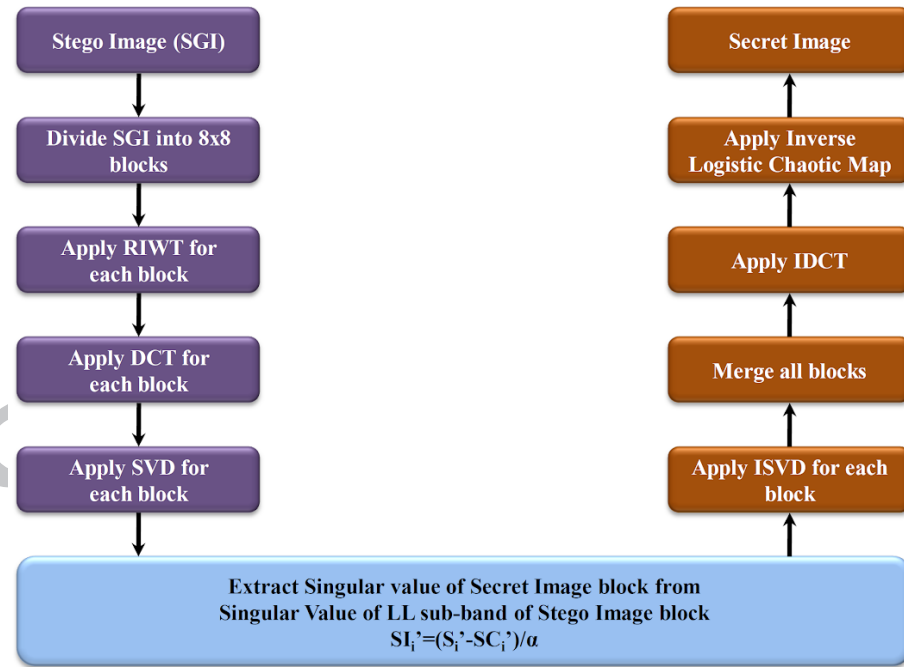 Stego Image (SGI)
Divide SGI into 8x8
blocks
Apply RIWT for
each block
Apply DCT for
each block
Apply SVD for
each block
Extract Singular value of Secret Image block from
Singular Value of LL sub-band of Stego Image block
SIᵢ’=(Sᵢ’-SCᵢ’)/α
Apply ISVD for each
block
Merge all blocks
Apply IDCT
Apply Inverse
Logistic Chaotic Map
Secret Image